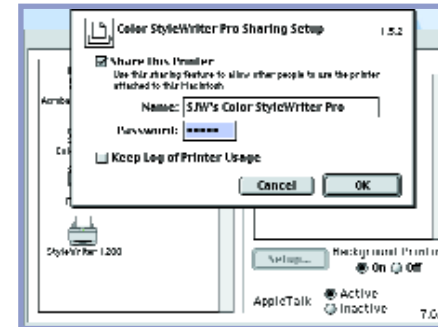 Color StyleWriter Pro Sharing Setup 1.5.2
Share this Printer
Use this sharing feature to allow other people to use the printer
attached to this Macintosh
Name: SJW's Color StyleWriter Pro
Password: •••••
Keep Log of Printer Usage
Cancel OK
StyleWriter 1200
Setup... Background Printin
On Off
AppleTalk Active
Inactive 7.0